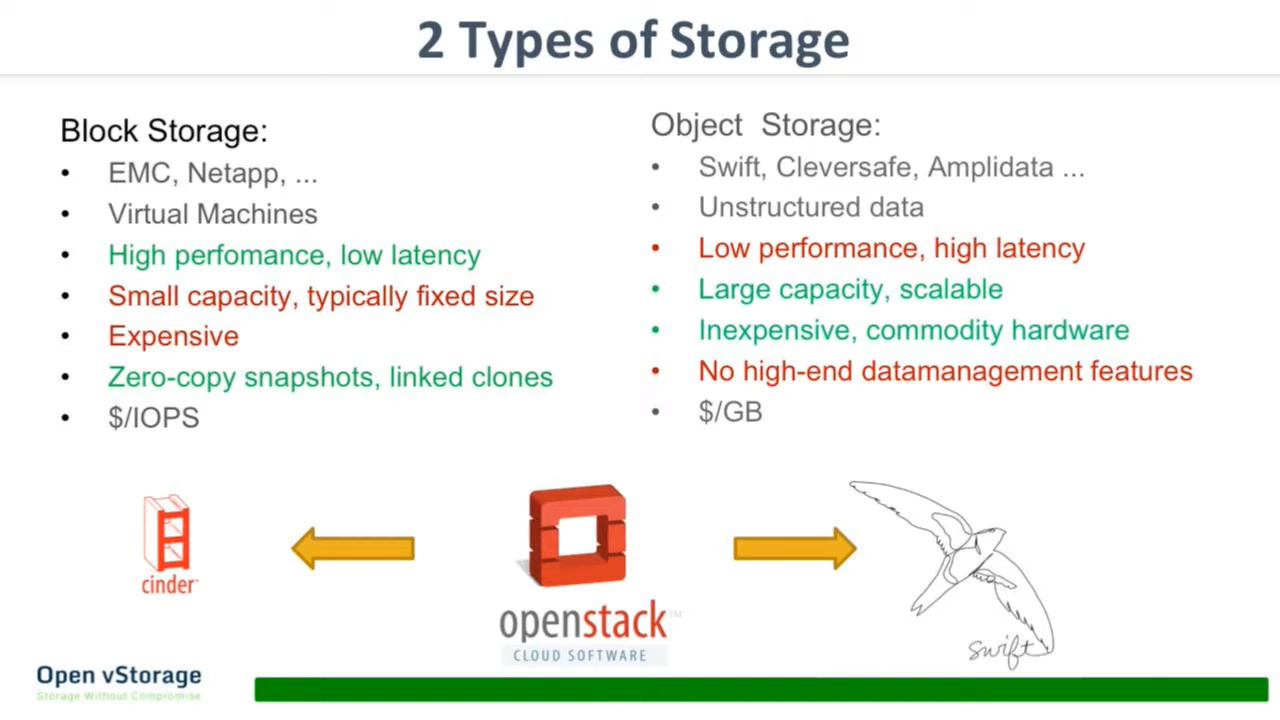 2 Types of Storage
Block Storage:
• EMC, Netapp, ...
• Virtual Machines
• High perfomance, low latency
• Small capacity, typically fixed size
• Expensive
• Zero-copy snapshots, linked clones
• $/IOPS
Object Storage:
• Swift, Cleversafe, Amplidata ...
• Unstructured data
• Low performance, high latency
• Large capacity, scalable
• Inexpensive, commodity hardware
• No high-end datamanagement features
• $/GB
cinder™
openstack™
CLOUD SOFTWARE
swift
Open vStorage
Storage Without Compromise